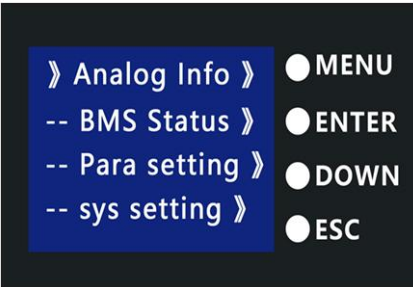 》 Analog Info 》
-- BMS Status 》
-- Para setting 》
-- sys setting 》
MENU
ENTER
DOWN
ESC